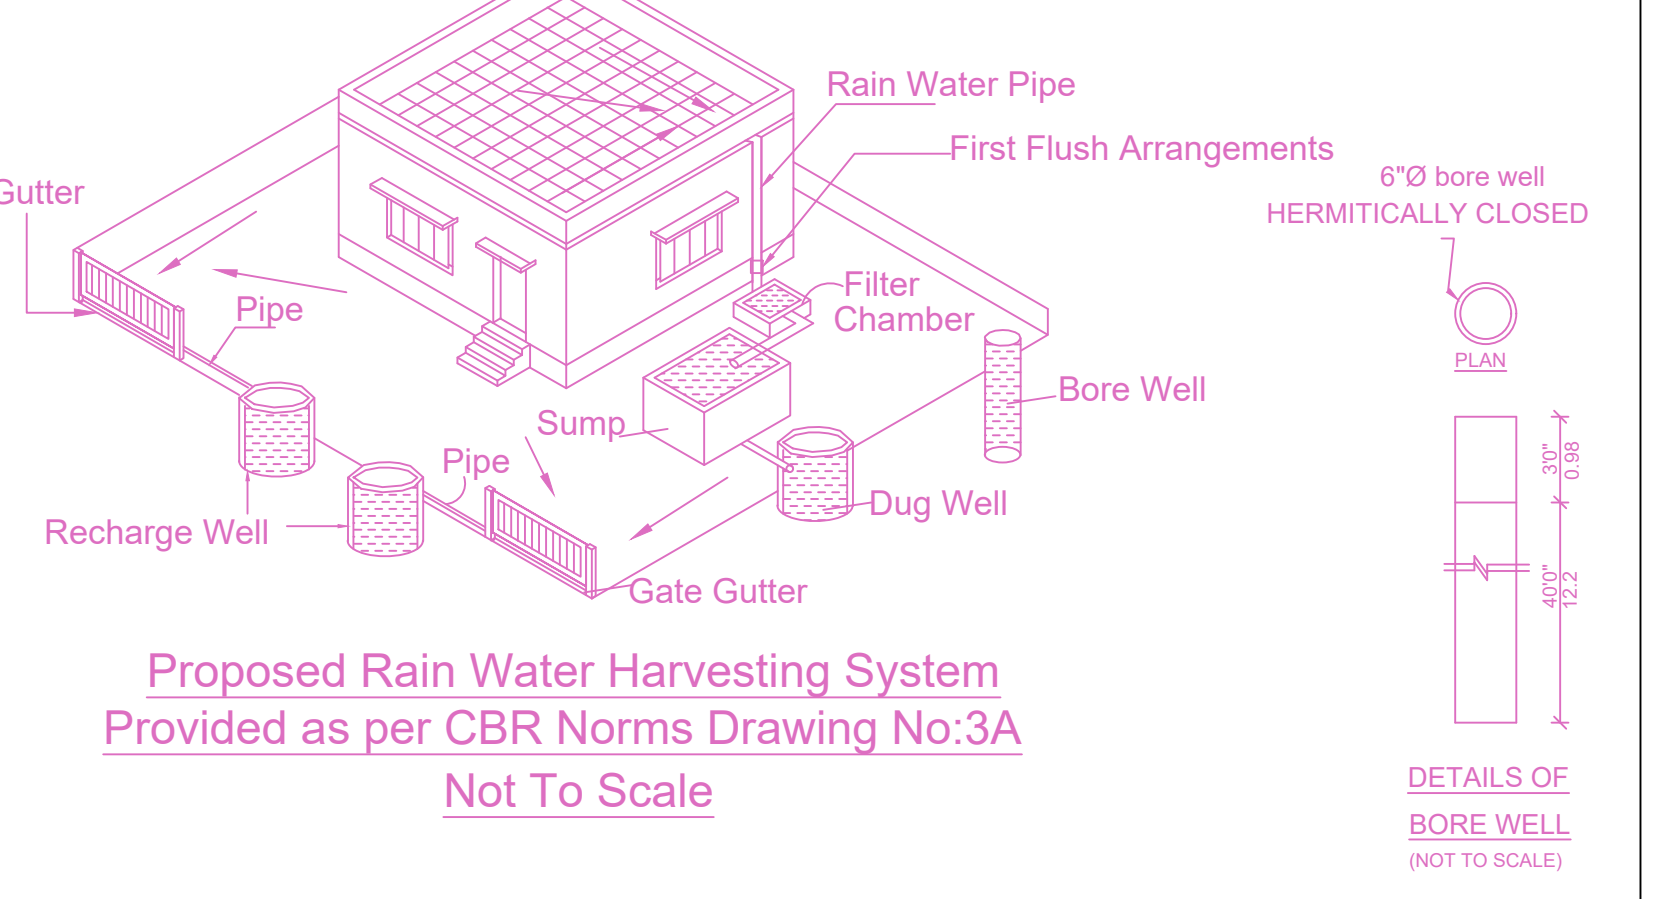 Rain Water Pipe
First Flush Arrangements
6"Ø bore well
HERMITICALLY CLOSED
Gutter
Filter
Chamber
Pipe
PLAN
Bore Well
Sump
Pipe
3'0"
0.98
Dug Well
Recharge Well
40'0"
12.2
Gate Gutter
Proposed Rain Water Harvesting System
Provided as per CBR Norms Drawing No:3A
Not To Scale
DETAILS OF
BORE WELL
(NOT TO SCALE)